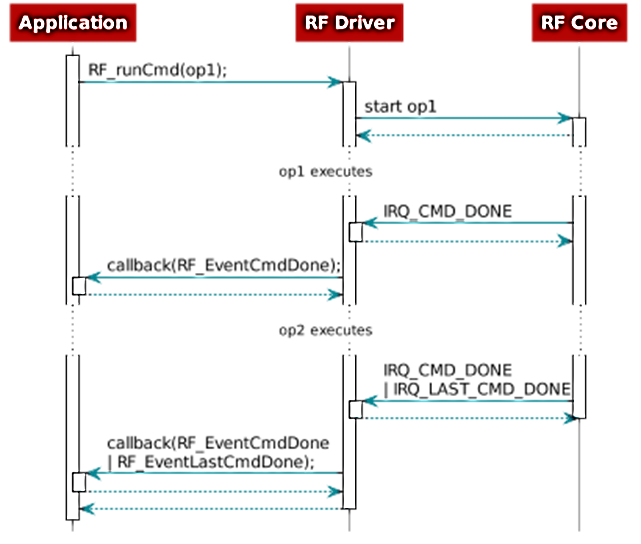 Application
RF Driver
RF Core
RF_runCmd(op1);
start op1
op1 executes
IRQ_CMD_DONE
callback(RF_EventCmdDone);
op2 executes
IRQ_CMD_DONE
| IRQ_LAST_CMD_DONE
callback(RF_EventCmdDone
| RF_EventLastCmdDone);